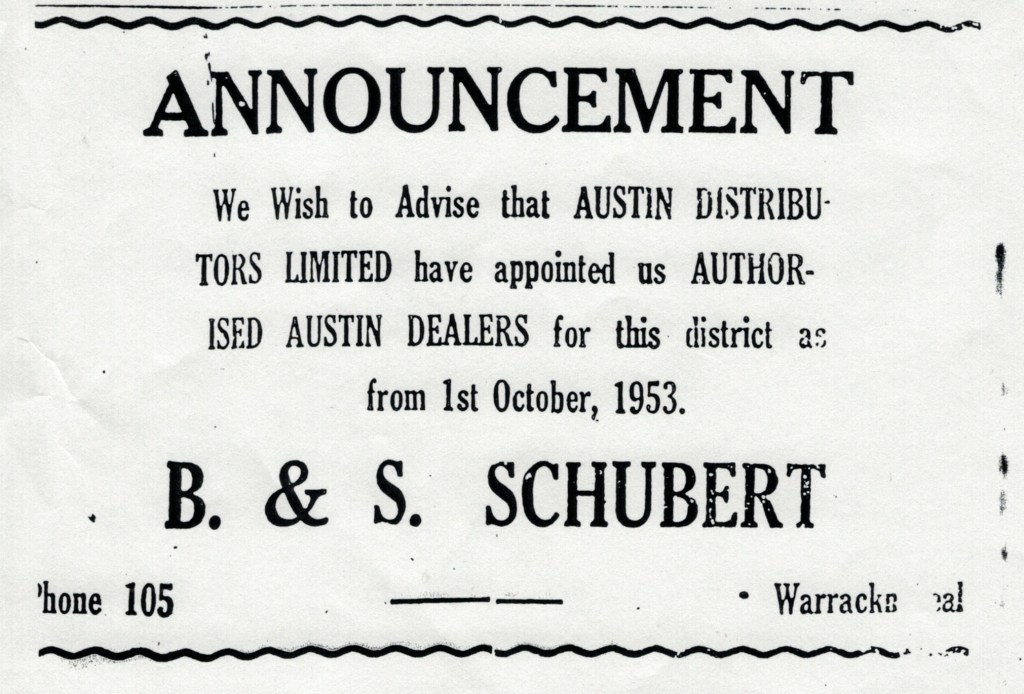 ANNOUNCEMENT
We Wish to Advise that AUSTIN DISTRIBU-
TORS LIMITED have appointed us AUTHOR-
ISED AUSTIN DEALERS for this district as
from 1st October, 1953.
B. & S. SCHUBERT
'hone 105